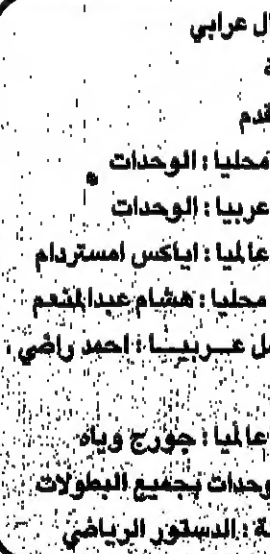 ال عرابي
ة
قدم
محليا : الوحدات
عربيا : الوحدات
عالميا : اياكس امستردام
محليا : هشام عبدالمنعم
ل عربيا : احمد راضي .
عالميا : جورج وياه
وحدات بجميع البطولات
ة : الدستور الرياضي